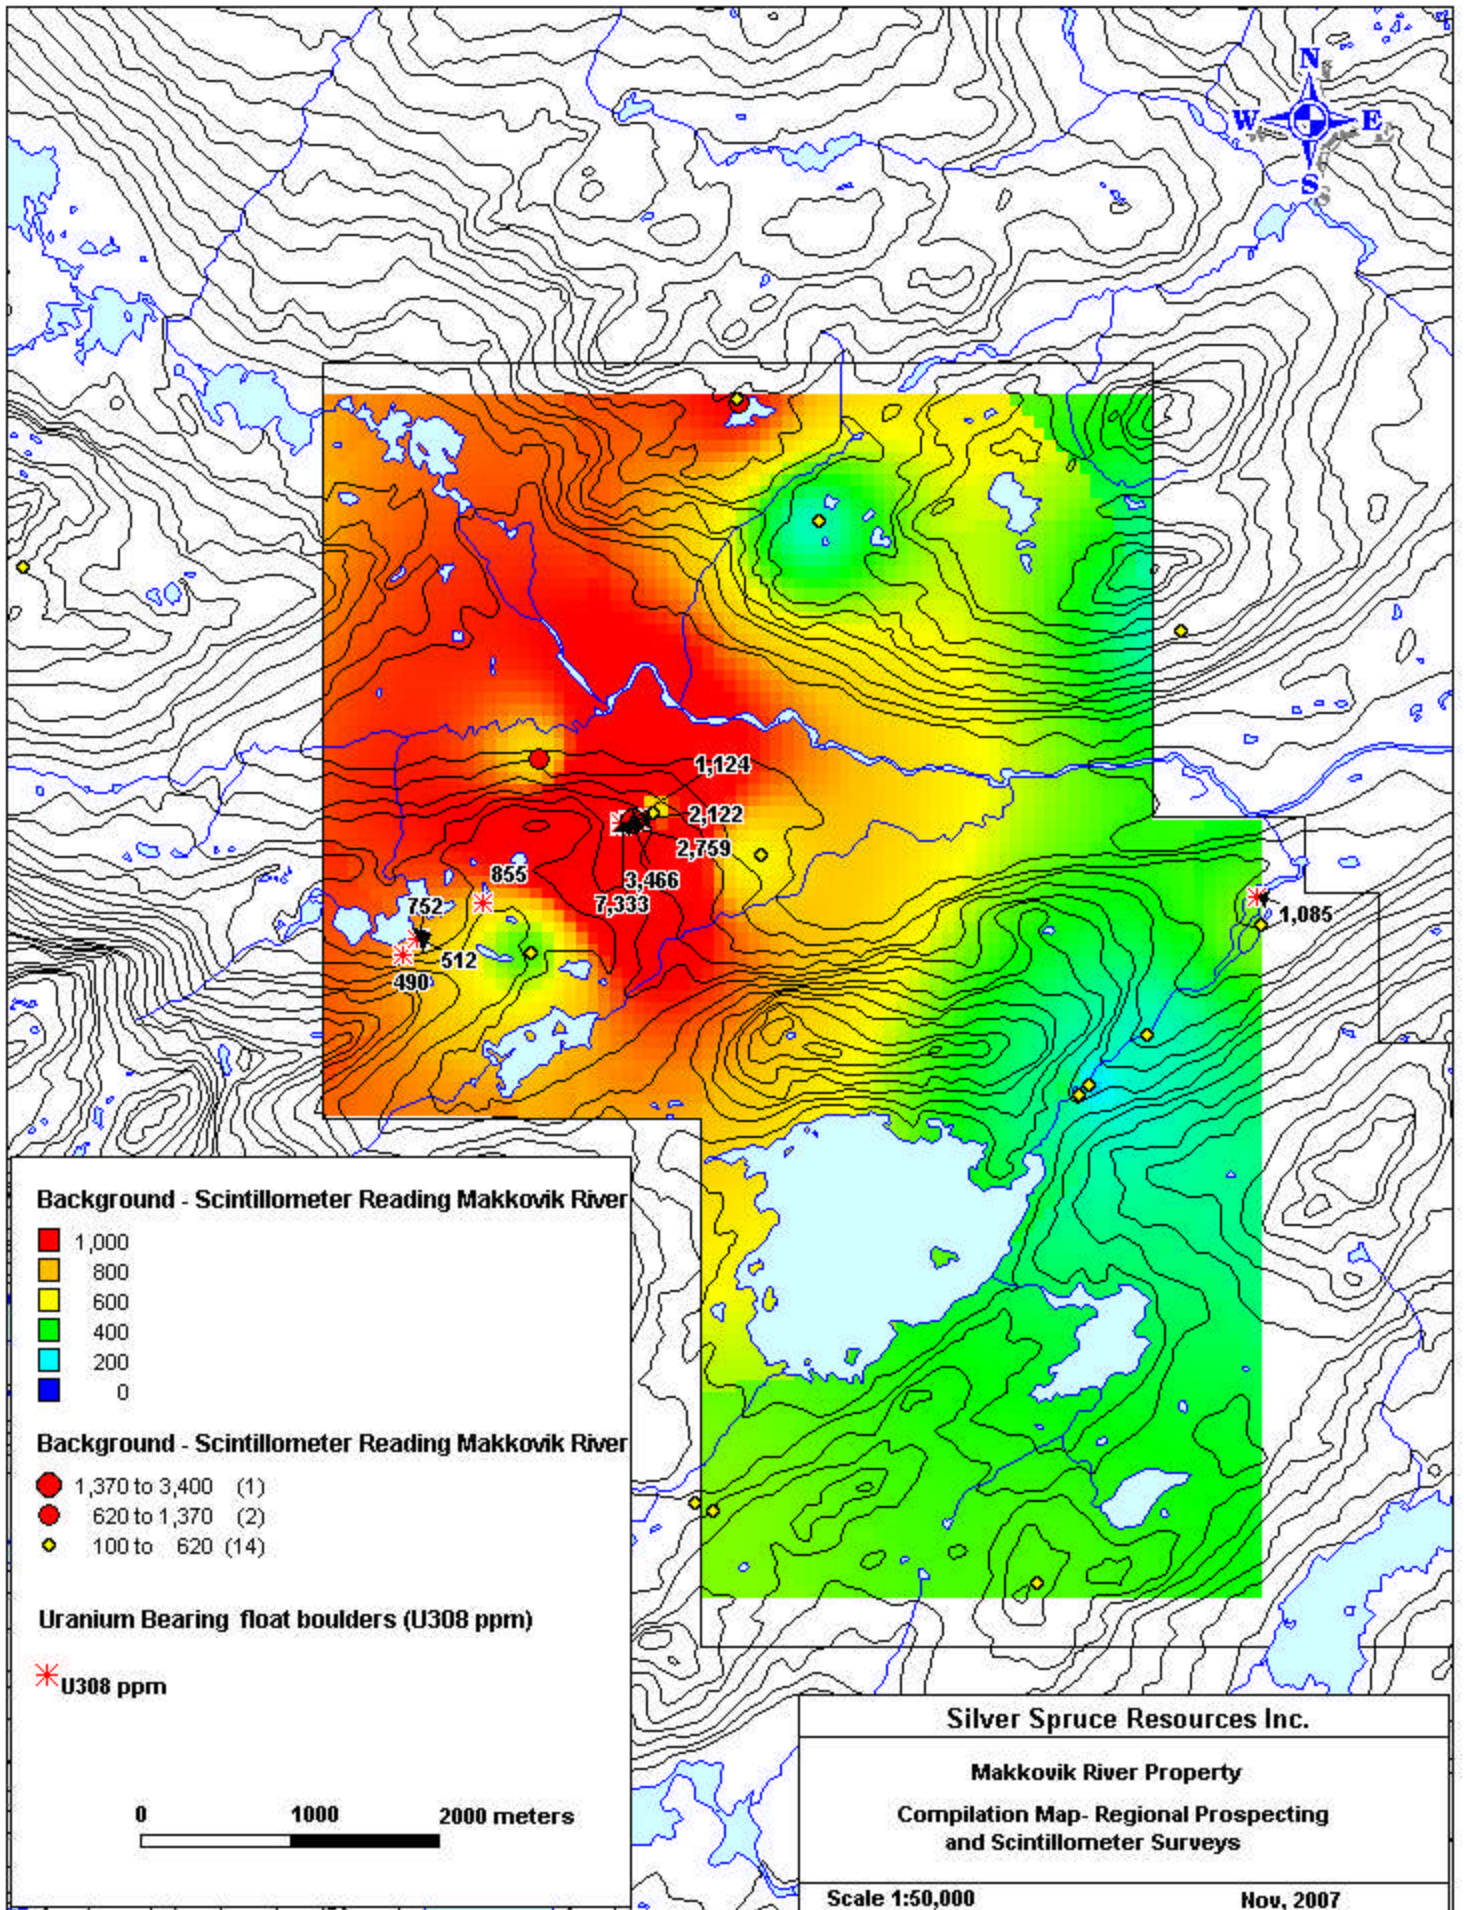 N
W E
S
1,124
2,122
2,759
3,466
7,333
855
752
512
490
1,085
Background - Scintillometer Reading Makkovik River
1,000
800
600
400
200
0
Background - Scintillometer Reading Makkovik River
1,370 to 3,400 (1)
620 to 1,370 (2)
100 to 620 (14)
Uranium Bearing float boulders (U308 ppm)
U308 ppm
0 1000 2000 meters
Silver Spruce Resources Inc.
Makkovik River Property
Compilation Map- Regional Prospecting
and Scintillometer Surveys
Scale 1:50,000 Nov, 2007